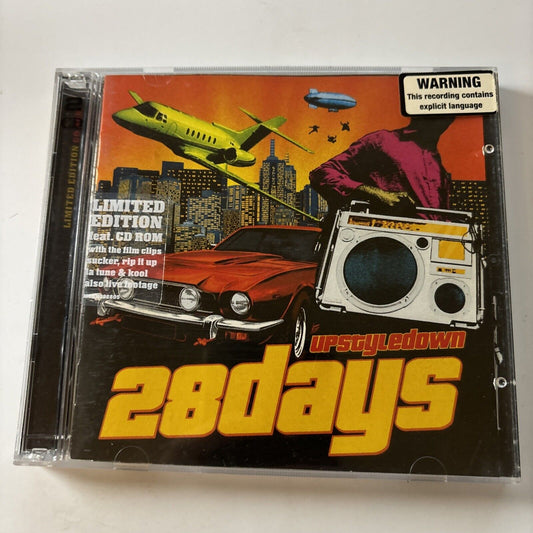 WARNING
This recording contains
explicit language
LIMITED EDITION
LIMITED
EDITION
feat. CD ROM
with the film clips
sucker, rip it up
la tune & kool
also live footage
upstyledown
28days